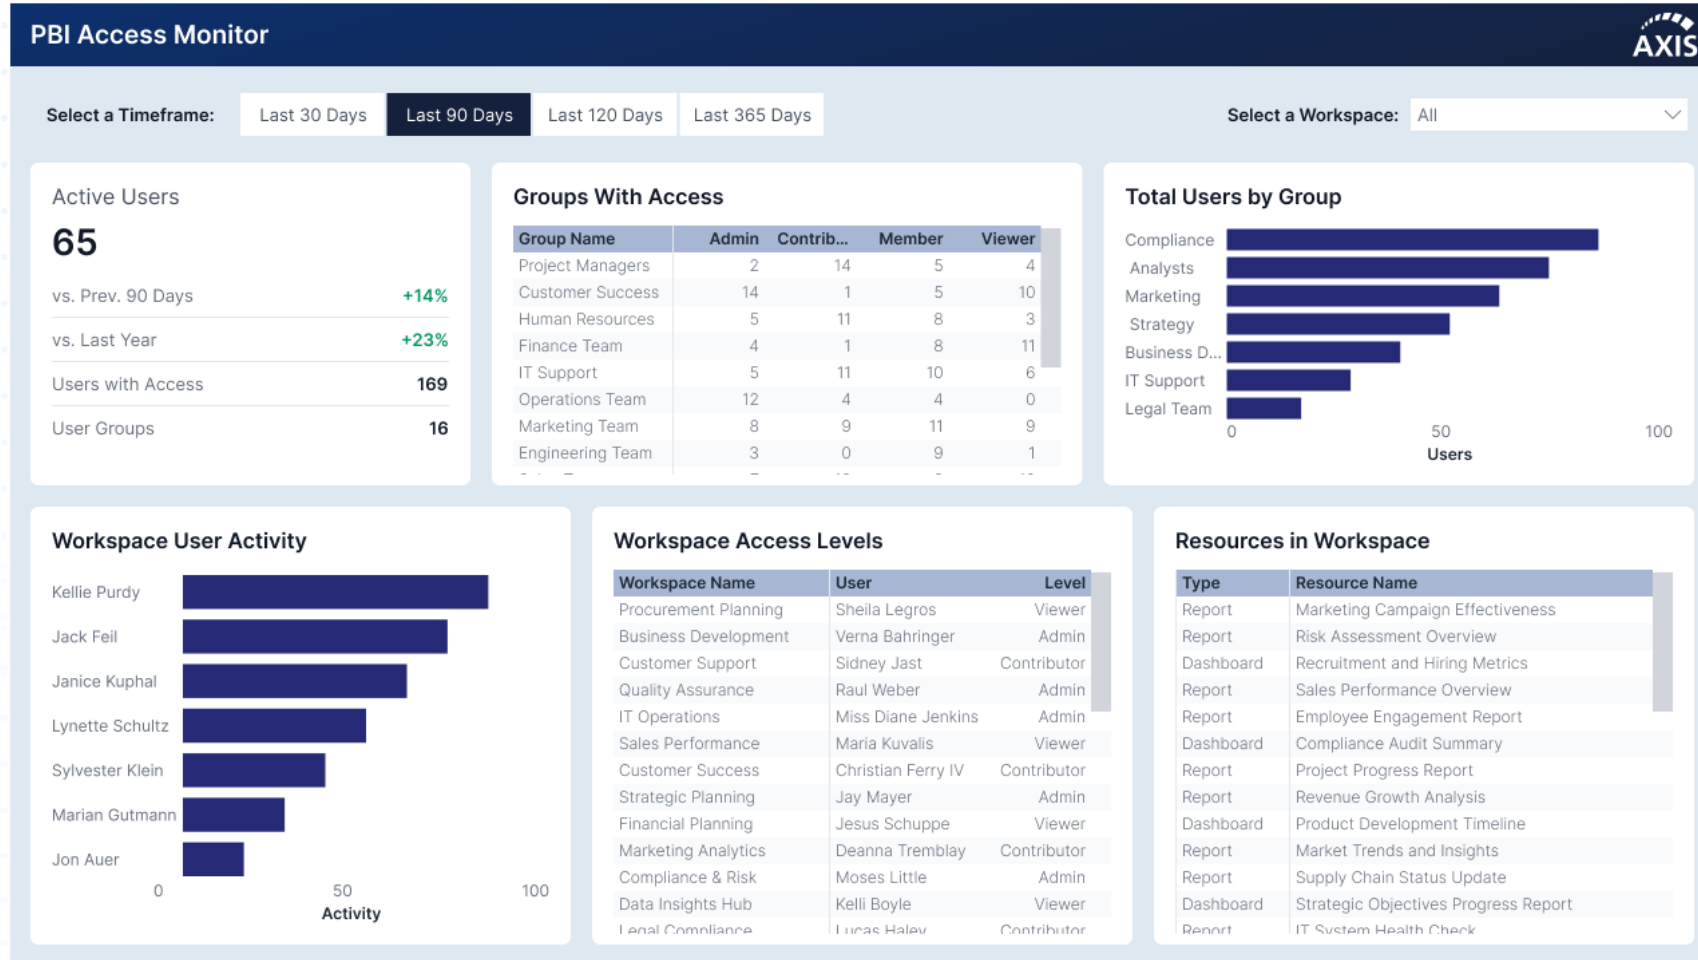 PBI Access Monitor
AXIS
Select a Timeframe: Last 30 Days Last 90 Days Last 120 Days Last 365 Days Select a Workspace: All
Active Users
65
vs. Prev. 90 Days +14%
vs. Last Year +23%
Users with Access 169
User Groups 16
Groups With Access
Group Name Admin Contrib... Member Viewer
Project Managers 2 14 5 4
Customer Success 14 1 5 10
Human Resources 5 11 8 3
Finance Team 4 1 8 11
IT Support 5 11 10 6
Operations Team 12 4 4 0
Marketing Team 8 9 11 9
Engineering Team 3 0 9 1
Total Users by Group
Compliance
Analysts
Marketing
Strategy
Business D...
IT Support
Legal Team
0 50 100
Users
Workspace User Activity
Kellie Purdy
Jack Feil
Janice Kuphal
Lynette Schultz
Sylvester Klein
Marian Gutmann
Jon Auer
0 50 100
Activity
Workspace Access Levels
Workspace Name User Level
Procurement Planning Sheila Legros Viewer
Business Development Verna Bahringer Admin
Customer Support Sidney Jast Contributor
Quality Assurance Raul Weber Admin
IT Operations Miss Diane Jenkins Admin
Sales Performance Maria Kuvalis Viewer
Customer Success Christian Ferry IV Contributor
Strategic Planning Jay Mayer Admin
Financial Planning Jesus Schuppe Viewer
Marketing Analytics Deanna Tremblay Contributor
Compliance & Risk Moses Little Admin
Data Insights Hub Kelli Boyle Viewer
Legal Compliance Lucas Haley Contributor
Resources in Workspace
Type Resource Name
Report Marketing Campaign Effectiveness
Report Risk Assessment Overview
Dashboard Recruitment and Hiring Metrics
Report Sales Performance Overview
Report Employee Engagement Report
Dashboard Compliance Audit Summary
Report Project Progress Report
Report Revenue Growth Analysis
Dashboard Product Development Timeline
Report Market Trends and Insights
Report Supply Chain Status Update
Dashboard Strategic Objectives Progress Report
Report IT System Health Check